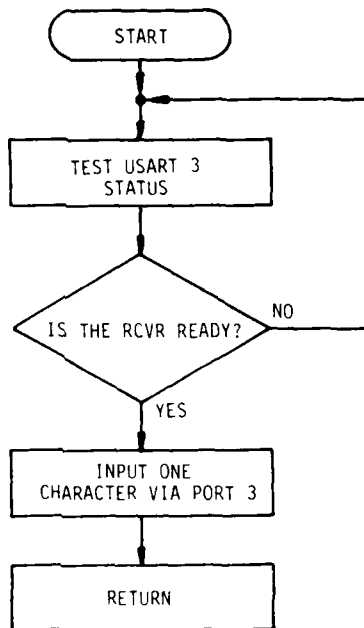 START
TEST USART 3
STATUS
IS THE RCVR READY?
NO
YES
INPUT ONE
CHARACTER VIA PORT 3
RETURN